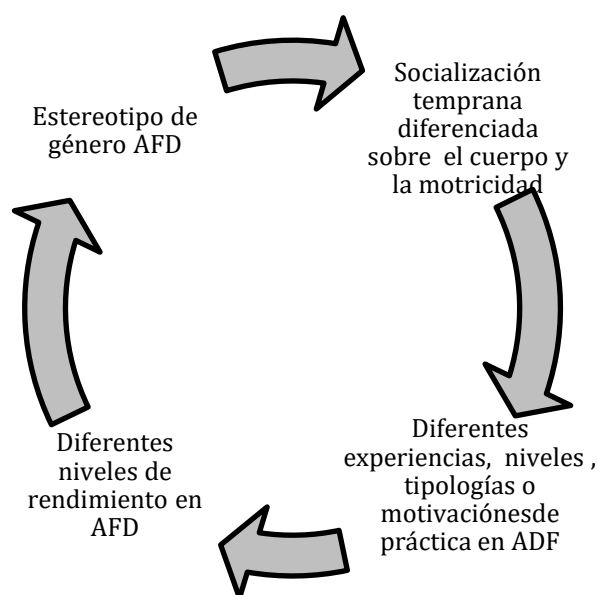 Estereotipo de
género AFD
Socialización
temprana
diferenciada
sobre el cuerpo y
la motricidad
Diferentes
experiencias, niveles ,
tipologías o
motivaciónesde
práctica en ADF
Diferentes
niveles de
rendimiento en
AFD